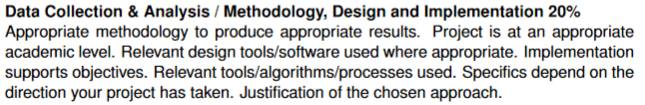 Data Collection & Analysis / Methodology, Design and Implementation 20%
Appropriate methodology to produce appropriate results. Project is at an appropriate
academic level. Relevant design tools/software used where appropriate. Implementation
supports objectives. Relevant tools/algorithms/processes used. Specifics depend on the
direction your project has taken. Justification of the chosen approach.